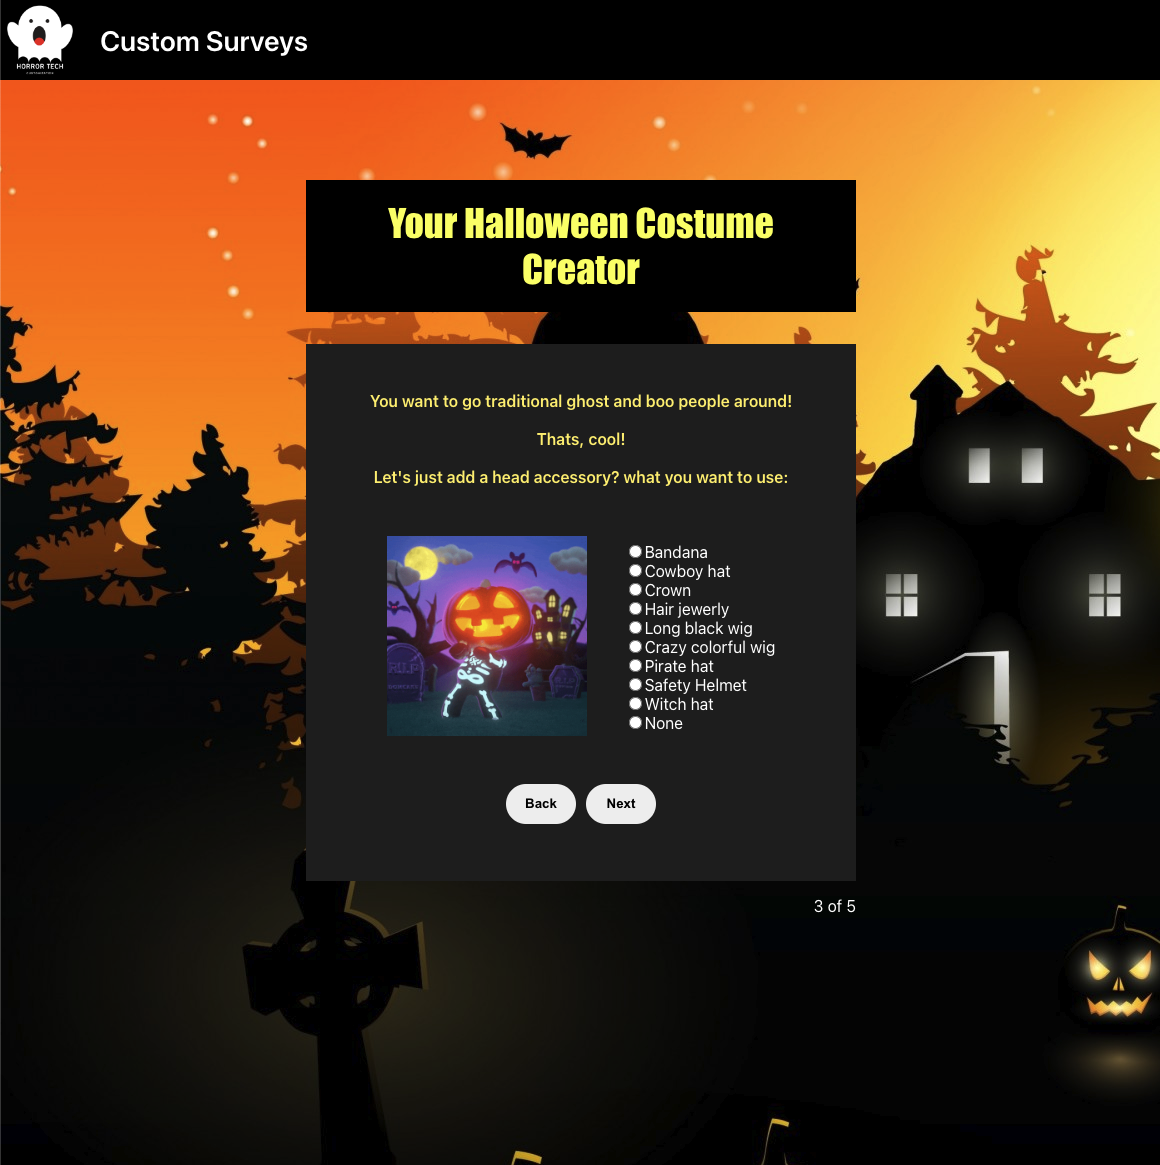 HORROR TECH
Custom Surveys
Your Halloween Costume
Creator
You want to go traditional ghost and boo people around!
Thats, cool!
Let's just add a head accessory? what you want to use:
Bandana
Cowboy hat
Crown
Hair jewerly
Long black wig
Crazy colorful wig
Pirate hat
Safety Helmet
Witch hat
None
Back
Next
3 of 5